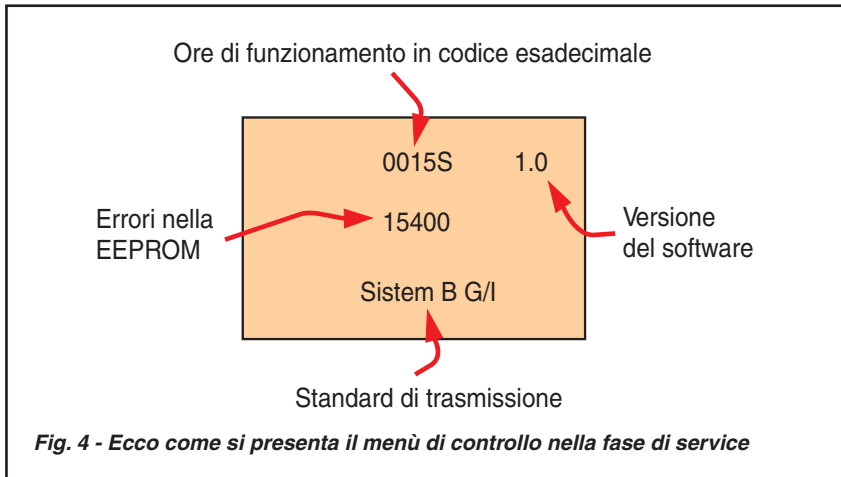 Ore di funzionamento in codice esadecimale
0015S 1.0
Errori nella
EEPROM
15400
Versione
del software
Sistem B G/I
Standard di trasmissione
Fig. 4 - Ecco come si presenta il menù di controllo nella fase di service